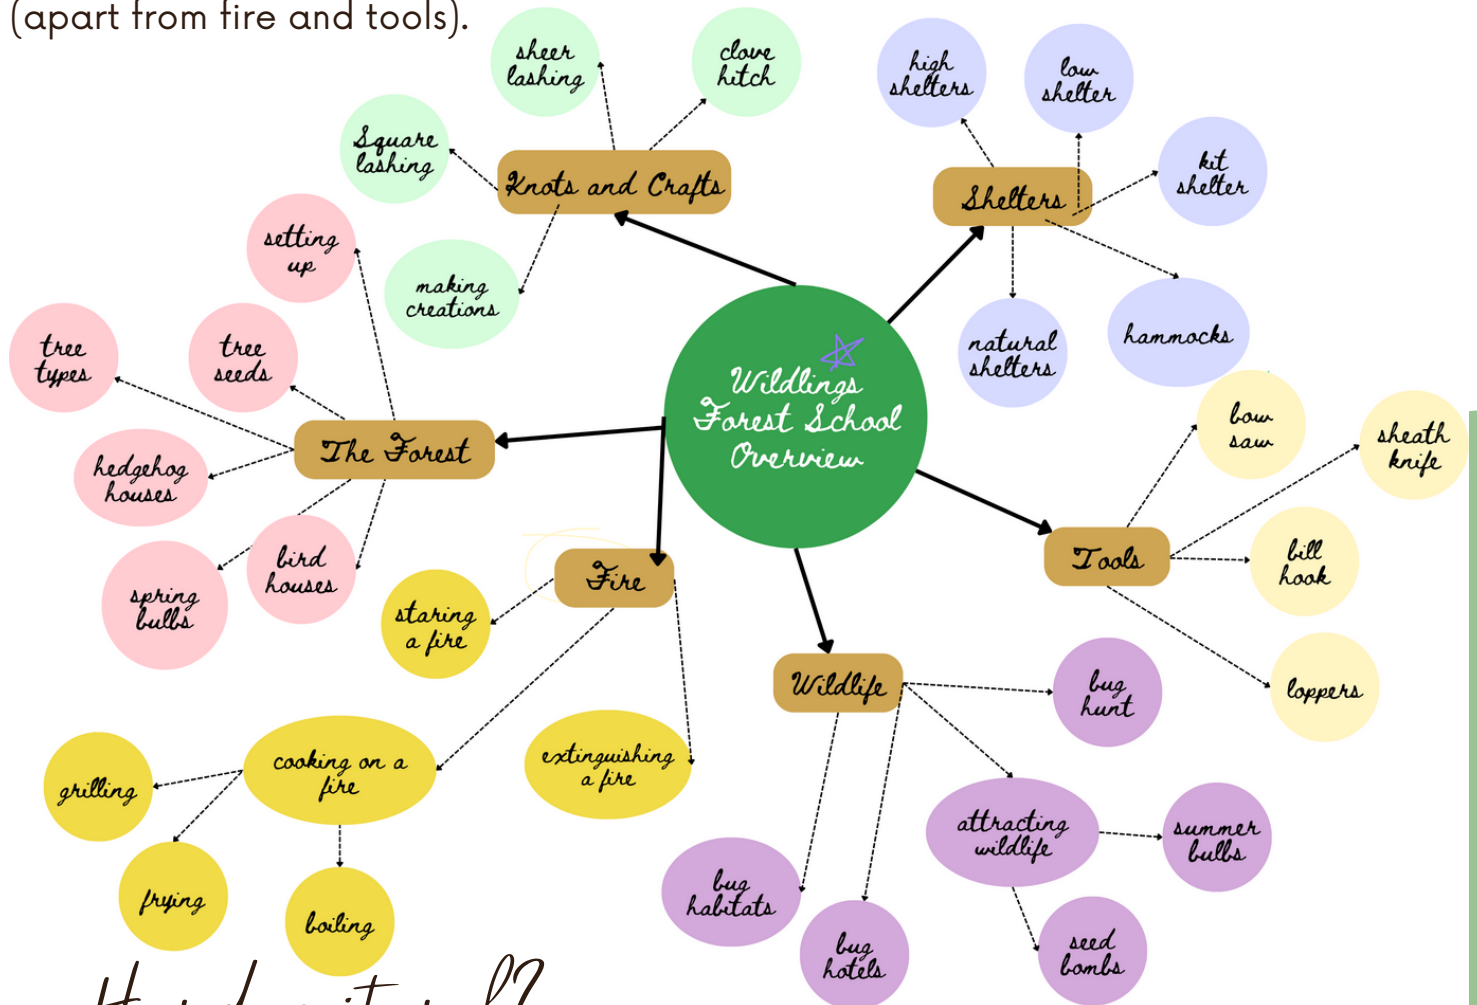 (apart from fire and tools).
sheer
lashing
clove
hitch
Square
lashing
Knots and Crafts
making
creations
high
shelters
low
shelter
kit
shelter
Shelters
natural
shelters
hammocks
setting
up
tree
types
tree
seeds
The Forest
hedgehog
houses
spring
bulbs
bird
houses
Wildlings
Forest School
Overview
bow
saw
sheath
knife
Tools
bill
hook
loppers
Fire
staring
a fire
cooking on a
fire
extinguishing
a fire
grilling
frying
boiling
Wildlife
bug
hunt
attracting
wildlife
summer
bulbs
bug
habitats
bug
hotels
seed
bombs